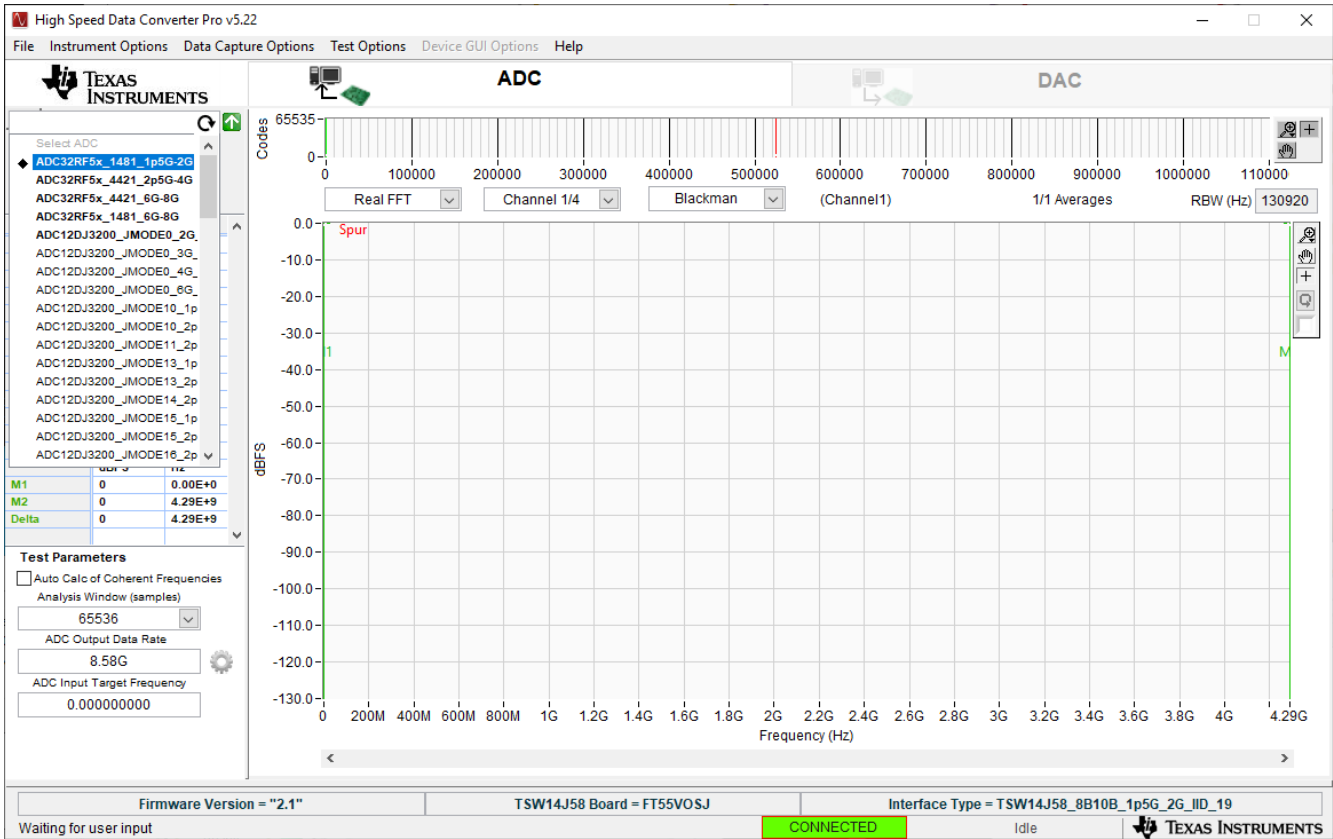 High Speed Data Converter Pro v5.22
File Instrument Options Data Capture Options Test Options Device GUI Options Help
TEXAS INSTRUMENTS
ADC
DAC
Select ADC
ADC32RF5x_1481_1p5G-2G
ADC32RF5x_4421_2p5G-4G
ADC32RF5x_4421_6G-8G
ADC32RF5x_1481_6G-8G
ADC12DJ3200_JMODE0_2G_
ADC12DJ3200_JMODE0_3G_
ADC12DJ3200_JMODE0_4G_
ADC12DJ3200_JMODE0_6G_
ADC12DJ3200_JMODE10_1p
ADC12DJ3200_JMODE10_2p
ADC12DJ3200_JMODE11_2p
ADC12DJ3200_JMODE13_1p
ADC12DJ3200_JMODE13_2p
ADC12DJ3200_JMODE14_2p
ADC12DJ3200_JMODE15_1p
ADC12DJ3200_JMODE15_2p
ADC12DJ3200_JMODE16_2p
dBFS Hz
M1 0 0.00E+0
M2 0 4.29E+9
Delta 0 4.29E+9
Test Parameters
Auto Calc of Coherent Frequencies
Analysis Window (samples)
65536
ADC Output Data Rate
8.58G
ADC Input Target Frequency
0.000000000
Codes
65535
0
0 100000 200000 300000 400000 500000 600000 700000 800000 900000 1000000 110000
Real FFT Channel 1/4 Blackman (Channel1) 1/1 Averages RBW (Hz) 130920
Spur
dBFS
0.0
-10.0
-20.0
-30.0
-40.0
-50.0
-60.0
-70.0
-80.0
-90.0
-100.0
-110.0
-120.0
-130.0
0 200M 400M 600M 800M 1G 1.2G 1.4G 1.6G 1.8G 2G 2.2G 2.4G 2.6G 2.8G 3G 3.2G 3.4G 3.6G 3.8G 4G 4.29G
Frequency (Hz)
Firmware Version = "2.1" TSW14J58 Board = FT55VOSJ Interface Type = TSW14J58_8B10B_1p5G_2G_IID_19
Waiting for user input CONNECTED Idle TEXAS INSTRUMENTS